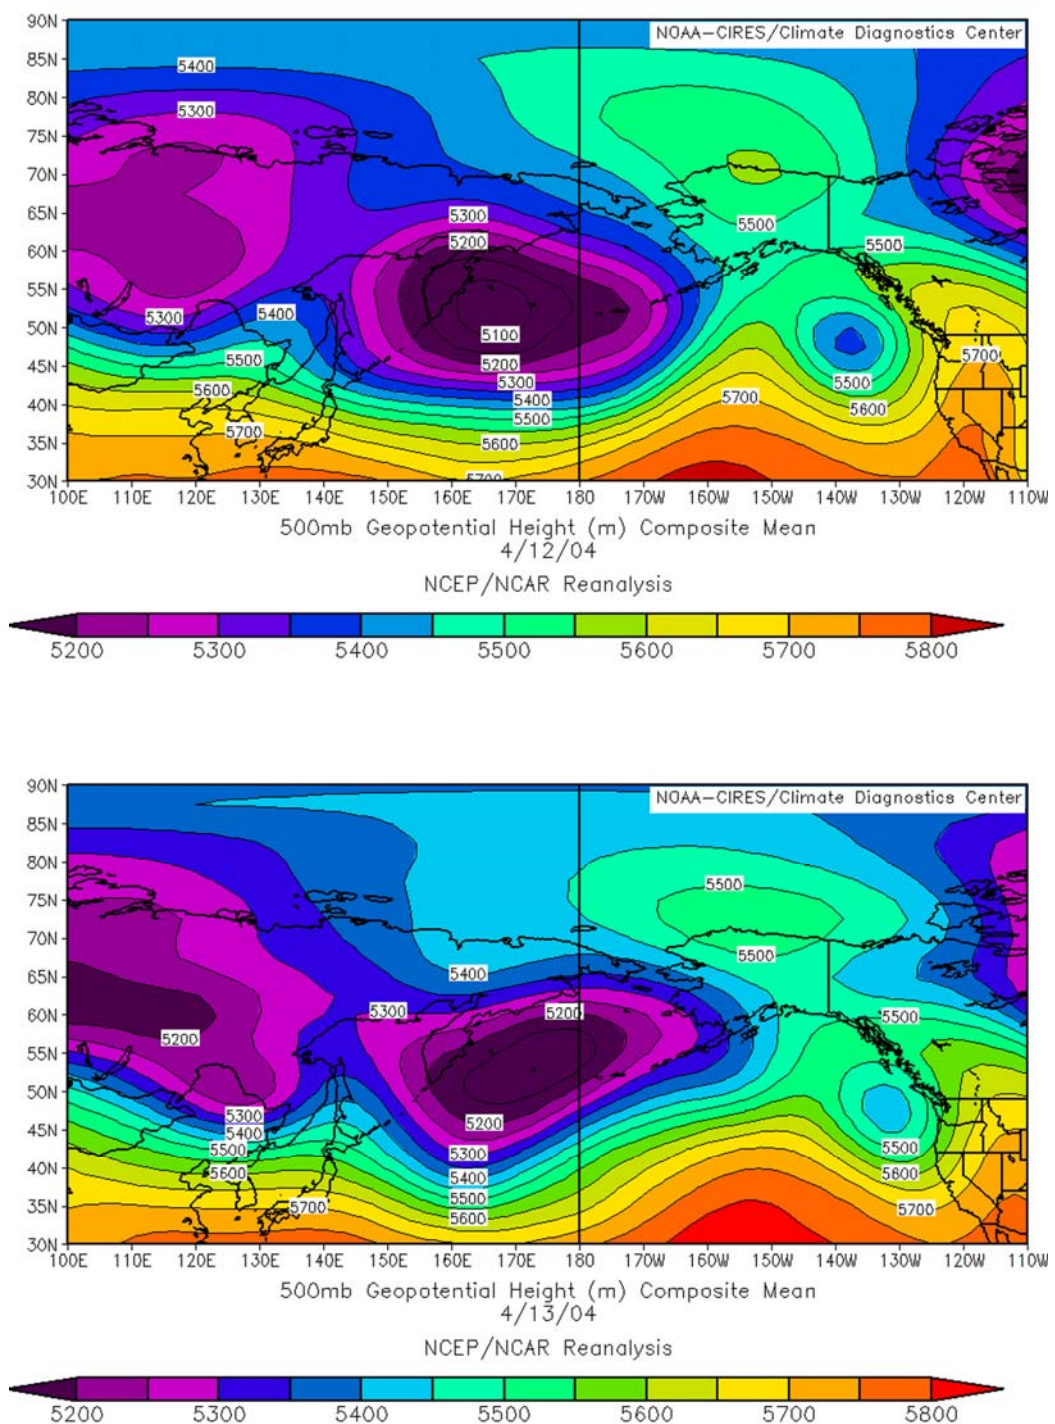 90N
NOAA-CIRES/Climate Diagnostics Center
85N
5400
80N
5300
75N
70N
65N
5300
5500
5500
60N
5200
55N
5300
5400
50N
5100
5500
5200
5700
45N
5300
5500
5600
5400
5700
5600
40N
5500
5700
5600
35N
5700
30N
100E 110E 120E 130E 140E 150E 160E 170E 180 170W 160W 150W 140W 130W 120W 110W
500mb Geopotential Height (m) Composite Mean
4/12/04
NCEP/NCAR Reanalysis
5200 5300 5400 5500 5600 5700 5800
90N
NOAA-CIRES/Climate Diagnostics Center
85N
80N
5500
75N
70N
5500
65N
5400
60N
5300
5200
5500
5200
55N
50N
5300
5200
45N
5400
5500
5500
5300
40N
5600
5400
5600
35N
5700
5500
5700
5600
30N
100E 110E 120E 130E 140E 150E 160E 170E 180 170W 160W 150W 140W 130W 120W 110W
500mb Geopotential Height (m) Composite Mean
4/13/04
NCEP/NCAR Reanalysis
5200 5300 5400 5500 5600 5700 5800